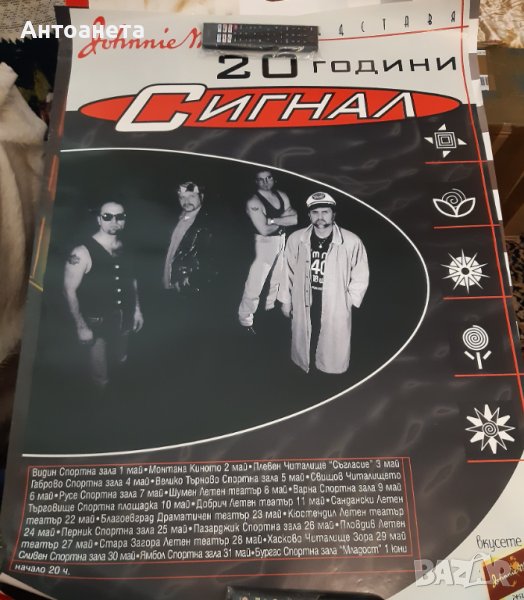 Антоанета
Johnnie
ДСТАВЯ
20 ГОДИНИ
СИГНАЛ
Видин Спортна зала 1 май•Монтана Киното 2 май•Плевен Читалище "Съгласие" 3 май
Габрово Спортна зала 4 май•Велико Търново Спортна зала 5 май•Свищов Читалището
6 май•Русе Спортна зала 7 май•Шумен Летен театър 8 май•Варна Спортна зала 9 май
Търговище Спортна площадка 10 май•Добрич Летен театър 11 май•Сандански Летен
театър 22 май•Благоевград Драматичен театър 23 май•Кюстендил Летен театър
24 май•Перник Спортна зала 25 май•Пазарджик Спортна зала 26 май•Пловдив Летен
театър 27 май•Стара Загора Летен театър 28 май•Хасково Читалище Зора 29 май
Сливен Спортна зала 30 май•Ямбол Спортна зала 31 май•Бургас Спортна зала "Младост" 1 юни
начало 20 ч.
вкусете
BAZAR